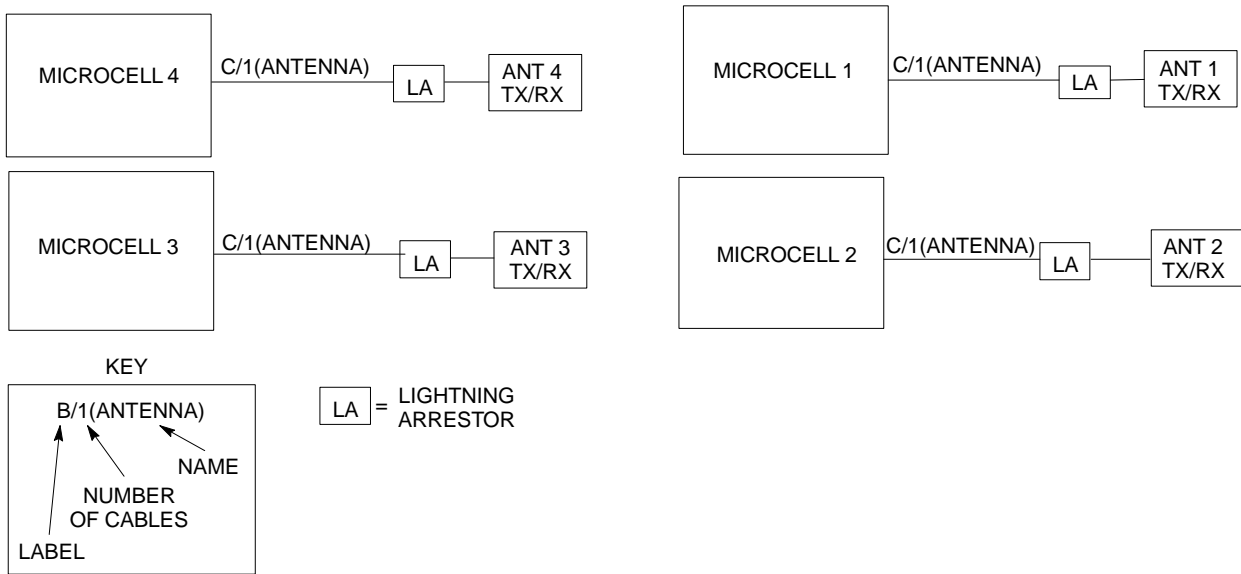 MICROCELL 4
C/1(ANTENNA)
LA
ANT 4
TX/RX
MICROCELL 1
C/1(ANTENNA)
LA
ANT 1
TX/RX
MICROCELL 3
C/1(ANTENNA)
LA
ANT 3
TX/RX
MICROCELL 2
C/1(ANTENNA)
LA
ANT 2
TX/RX
KEY
B/1(ANTENNA)
NAME
NUMBER
OF CABLES
LABEL
LA = LIGHTNING
ARRESTOR